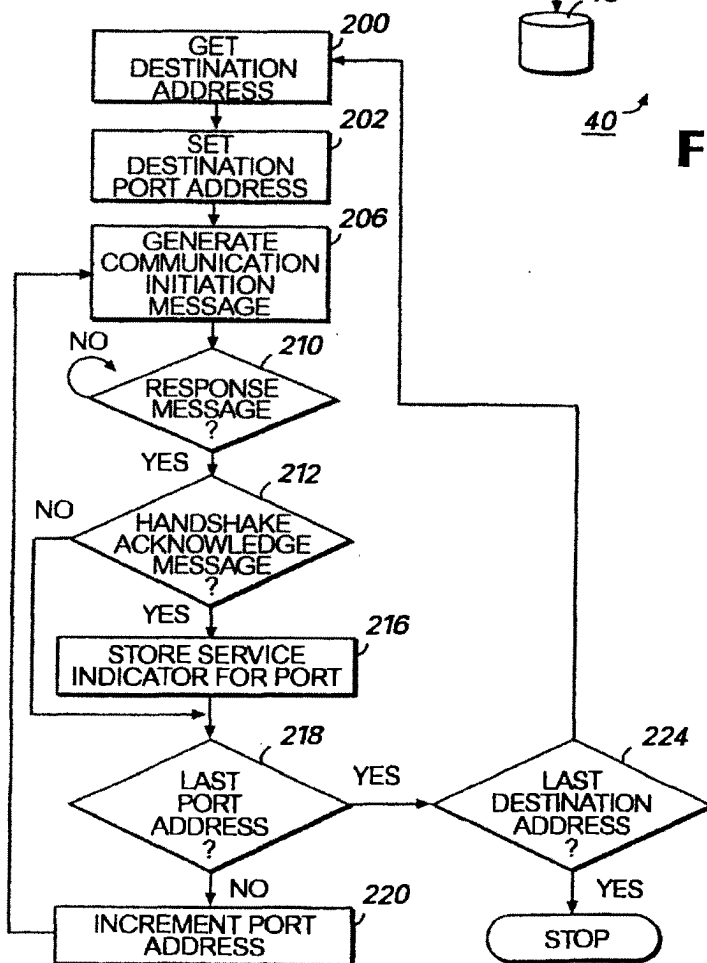 200
GET
DESTINATION
ADDRESS
202
SET
DESTINATION
PORT ADDRESS
206
GENERATE
COMMUNICATION
INITIATION
MESSAGE
40
F
NO
210
RESPONSE
MESSAGE
?
YES
212
NO
HANDSHAKE
ACKNOWLEDGE
MESSAGE
?
YES
216
STORE SERVICE
INDICATOR FOR PORT
218
LAST
PORT
ADDRESS
?
YES
224
LAST
DESTINATION
ADDRESS
?
NO
220
INCREMENT PORT
ADDRESS
YES
STOP